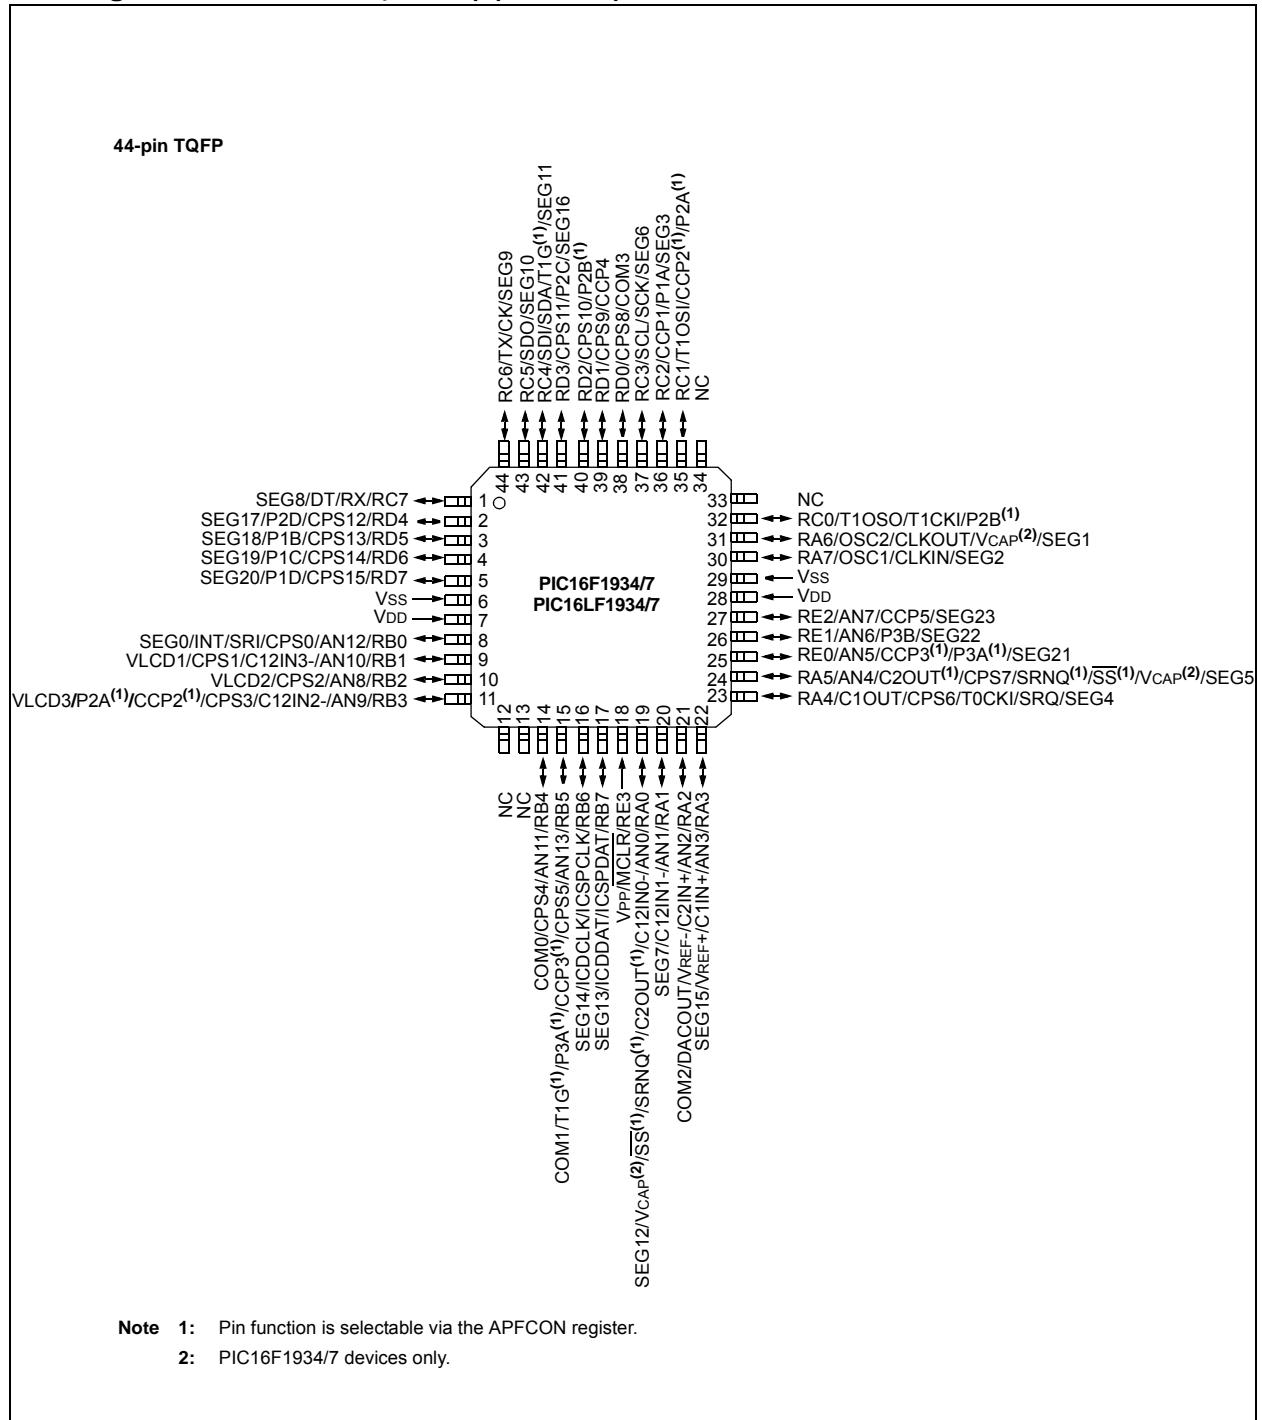 44-pin TQFP
RC6/TX/CK/SEG9
RC5/SDO/SEG10
RC4/SDI/SDA/T1G(1)/SEG11
RD3/CPS11/P2C/SEG16
RD2/CPS10/P2B(1)
RD1/CPS9/CCP4
RD0/CPS8/COM3
RC3/SCL/SCK/SEG6
RC2/CCP1/P1A/SEG3
RC1/T1OSI/CCP2(1)/P2A(1)
NC
44
43
42
41
40
39
38
37
36
35
34
SEG8/DT/RX/RC7 1
SEG17/P2D/CPS12/RD4 2
SEG18/P1B/CPS13/RD5 3
SEG19/P1C/CPS14/RD6 4
SEG20/P1D/CPS15/RD7 5
VSS 6
VDD 7
SEG0/INT/SRI/CPS0/AN12/RB0 8
VLCD1/CPS1/C12IN3-/AN10/RB1 9
VLCD2/CPS2/AN8/RB2 10
VLCD3/P2A(1)/CCP2(1)/CPS3/C12IN2-/AN9/RB3 11
PIC16F1934/7
PIC16LF1934/7
33 NC
32 RC0/T1OSO/T1CKI/P2B(1)
31 RA6/OSC2/CLKOUT/VCAP(2)/SEG1
30 RA7/OSC1/CLKIN/SEG2
29 VSS
28 VDD
27 RE2/AN7/CCP5/SEG23
26 RE1/AN6/P3B/SEG22
25 RE0/AN5/CCP3(1)/P3A(1)/SEG21
24 RA5/AN4/C2OUT(1)/CPS7/SRNQ(1)/SS(1)/VCAP(2)/SEG5
23 RA4/C1OUT/CPS6/T0CKI/SRQ/SEG4
12
13
14
15
16
17
18
19
20
21
22
NC
NC
COM0/CPS4/AN11/RB4
COM1/T1G(1)/P3A(1)/CCP3(1)/CPS5/AN13/RB5
SEG14/ICDCLK/ICSPCLK/RB6
SEG13/ICDDAT/ICSPDAT/RB7
VPP/MCLR/RE3
SEG12/VCAP(2)/SS(1)/SRNQ(1)/C2OUT(1)/C12IN0-/AN0/RA0
SEG7/C12IN1-/AN1/RA1
COM2/DACOUT/VREF-/C2IN+/AN2/RA2
SEG15/VREF+/C1IN+/AN3/RA3
Note 1: Pin function is selectable via the APFCON register.
2: PIC16F1934/7 devices only.